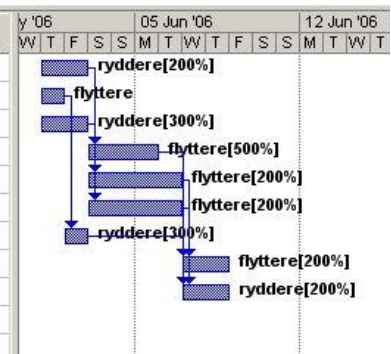 y '06 05 Jun '06 12 Jun '06
W T F S S M T W T F S S M T W T
ryddere[200%]
flyttere
ryddere[300%]
flyttere[500%]
flyttere[200%]
flyttere[200%]
ryddere[300%]
flyttere[200%]
ryddere[200%]